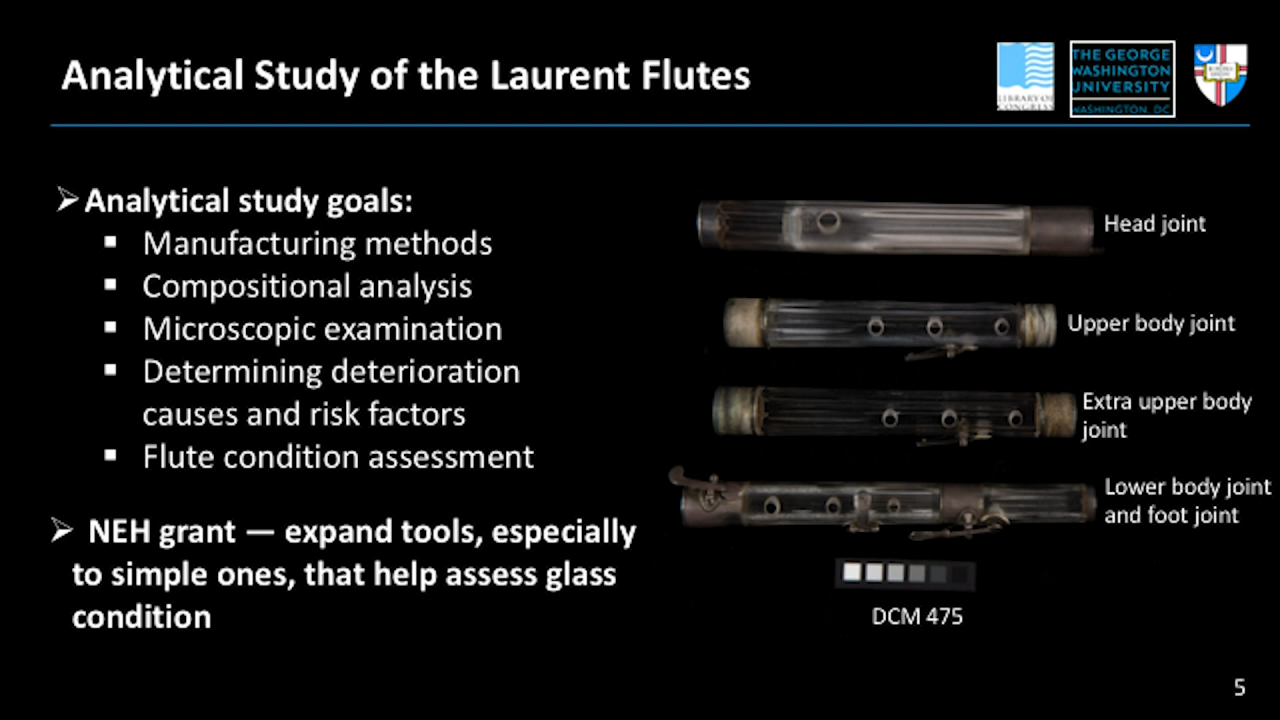 Analytical Study of the Laurent Flutes
LIBRARY OF
CONGRESS
THE GEORGE
WASHINGTON
UNIVERSITY
WASHINGTON DC
Analytical study goals:
Manufacturing methods
Compositional analysis
Microscopic examination
Determining deterioration
causes and risk factors
Flute condition assessment
NEH grant — expand tools, especially
to simple ones, that help assess glass
condition
Head joint
Upper body joint
Extra upper body
joint
Lower body joint
and foot joint
DCM 475
5